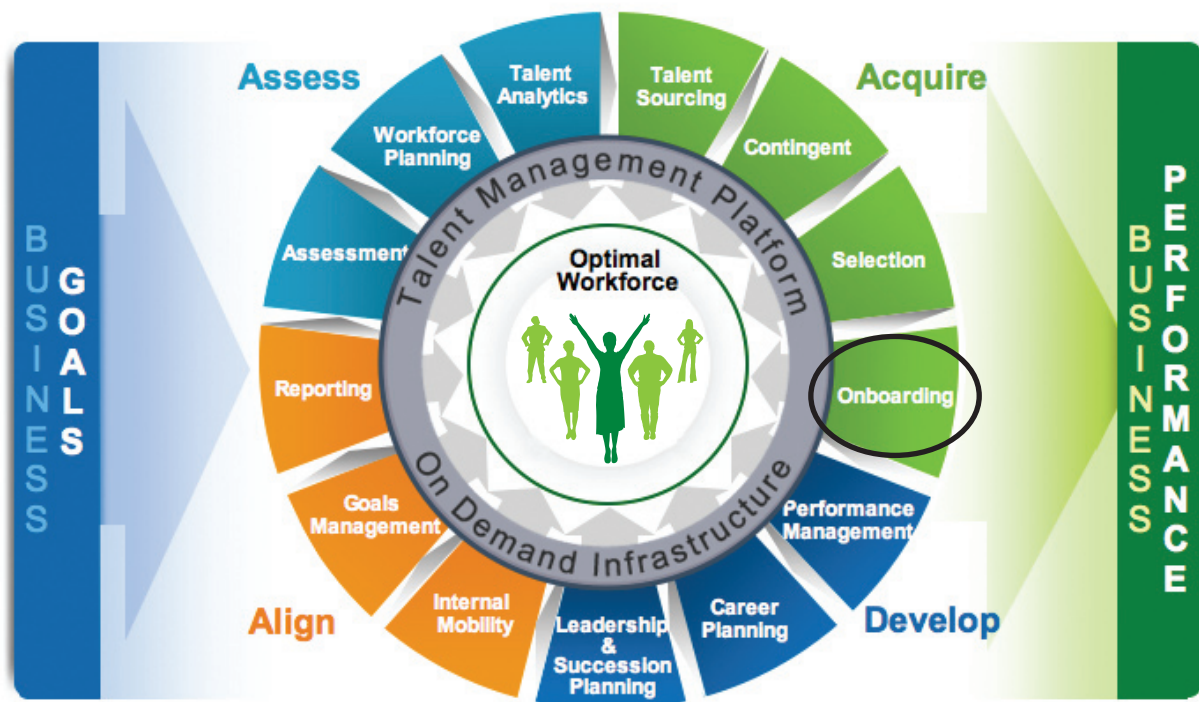 BUSINESS
GOALS
Assess
Talent
Analytics
Workforce
Planning
Assessment
Talent
Sourcing
Contingent
Selection
Onboarding
Acquire
Talent Management Platform
Optimal
Workforce
On Demand Infrastructure
Reporting
Goals
Management
Internal
Mobility
Align
Leadership
&
Succession
Planning
Career
Planning
Performance
Management
Develop
BUSINESS
PERFORMANCE